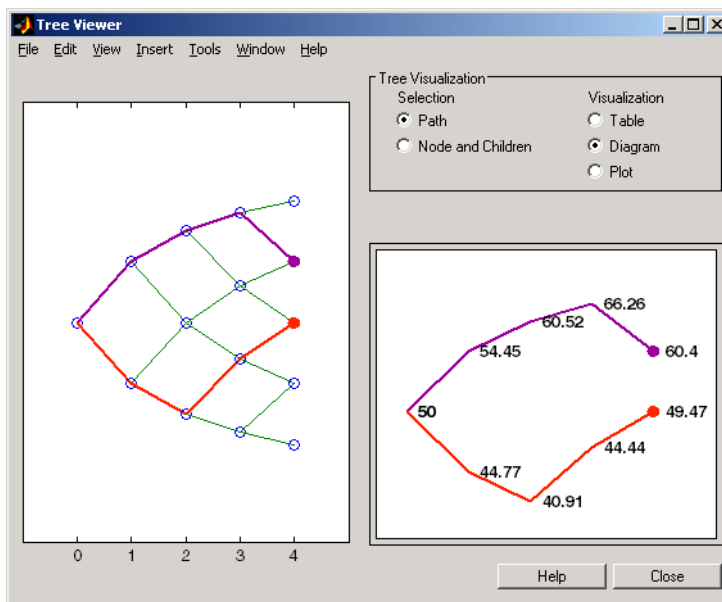 Tree Viewer
File Edit View Insert Tools Window Help
Tree Visualization
Selection Visualization
Path Table
Node and Children Diagram
Plot
66.26
60.52
54.45 60.4
50 49.47
44.44
44.77
40.91
0 1 2 3 4
Help Close